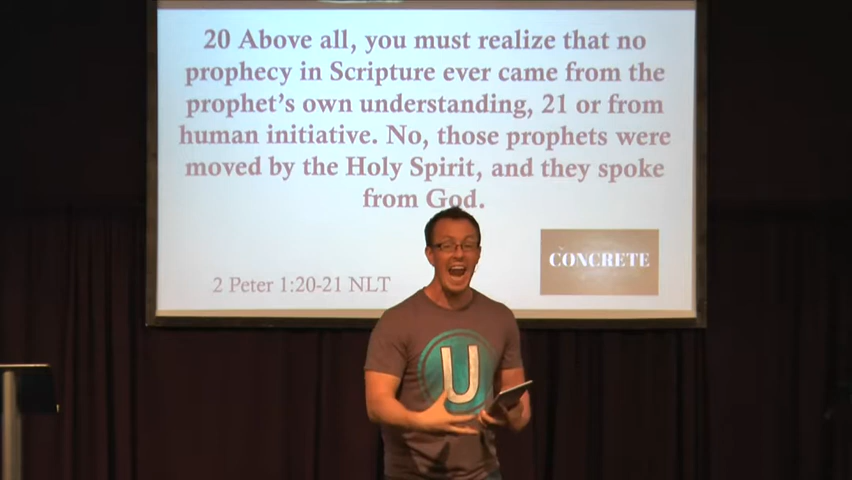 20 Above all, you must realize that no
prophecy in Scripture ever came from the
prophet's own understanding, 21 or from
human initiative. No, those prophets were
moved by the Holy Spirit, and they spoke
from God.
2 Peter 1:20-21 NLT
CONCRETE
U